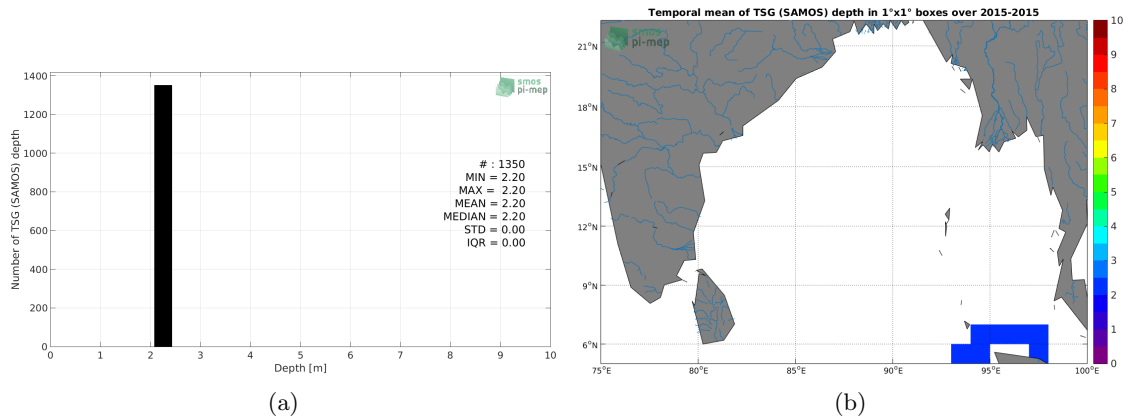 smos
pi-mep
1400
1200
1000
800
600
400
200
0
Number of TSG (SAMOS) depth
# : 1350
MIN = 2.20
MAX = 2.20
MEAN = 2.20
MEDIAN = 2.20
STD = 0.00
IQR = 0.00
0 1 2 3 4 5 6 7 8 9 10
Depth [m]
(a)
Temporal mean of TSG (SAMOS) depth in 1°x1° boxes over 2015-2015
smos
pi-mep
21°N
18°N
15°N
12°N
9°N
6°N
75°E 80°E 85°E 90°E 95°E 100°E
10
9
8
7
6
5
4
3
2
1
0
(b)